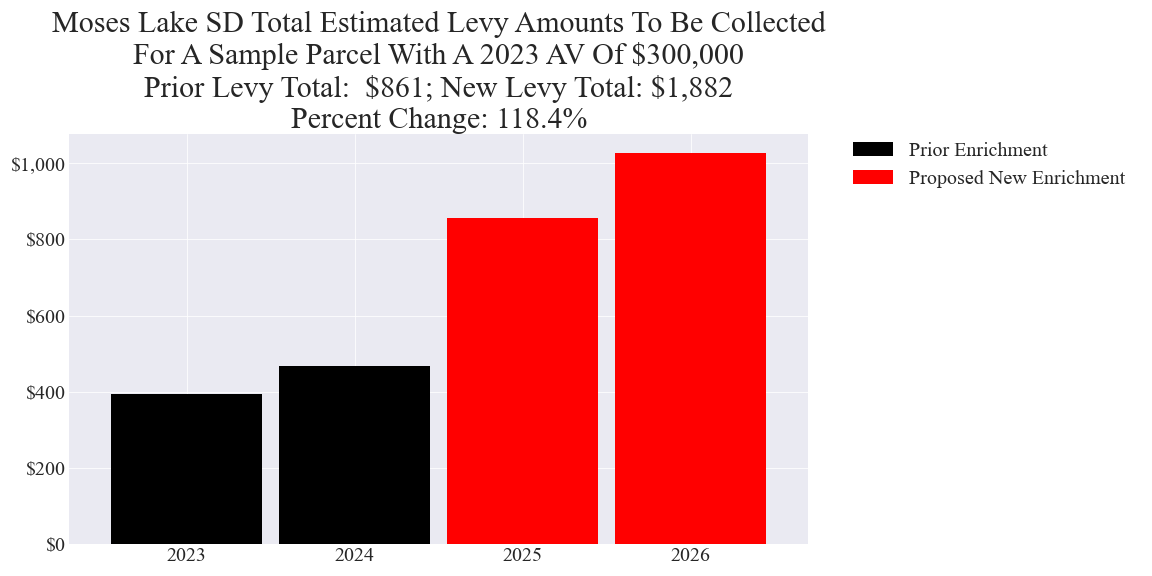 Moses Lake SD Total Estimated Levy Amounts To Be Collected
For A Sample Parcel With A 2023 AV Of $300,000
Prior Levy Total:  $861; New Levy Total: $1,882
Percent Change: 118.4%
Prior Enrichment
Proposed New Enrichment
$1,000
$800
$600
$400
$200
$0
2023 2024 2025 2026